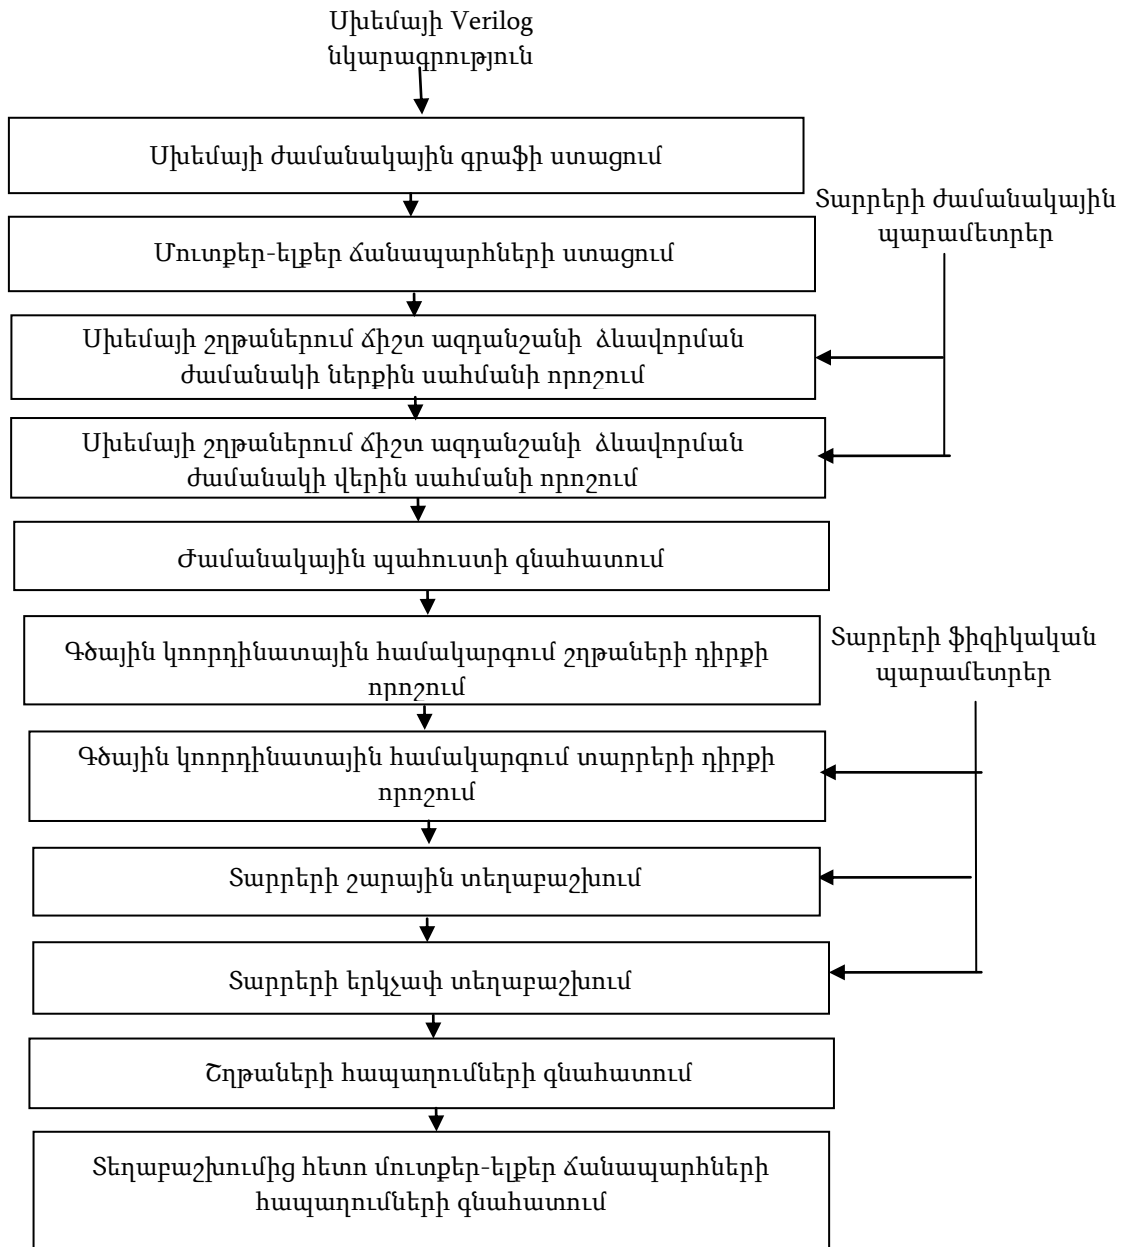 Սխեմայի Verilog
նկարագրություն
Սխեմայի ժամանակային գրաֆի ստացում
Տարրերի ժամանակային
պարամետրեր
Մուտքեր-ելքեր ճանապարհների ստացում
Սխեմայի շղթաներում ճիշտ ազդանշանի ձևավորման
ժամանակի ներքին սահմանի որոշում
Սխեմայի շղթաներում ճիշտ ազդանշանի ձևավորման
ժամանակի վերին սահմանի որոշում
Ժամանակային պահուստի գնահատում
Գծային կոորդինատային համակարգում շղթաների դիրքի
որոշում
Տարրերի ֆիզիկական
պարամետրեր
Գծային կոորդինատային համակարգում տարրերի դիրքի
որոշում
Տարրերի շարային տեղաբաշխում
Տարրերի երկչափ տեղաբաշխում
Շղթաների հապաղումների գնահատում
Տեղաբաշխումից հետո մուտքեր-ելքեր ճանապարհների
հապաղումների գնահատում